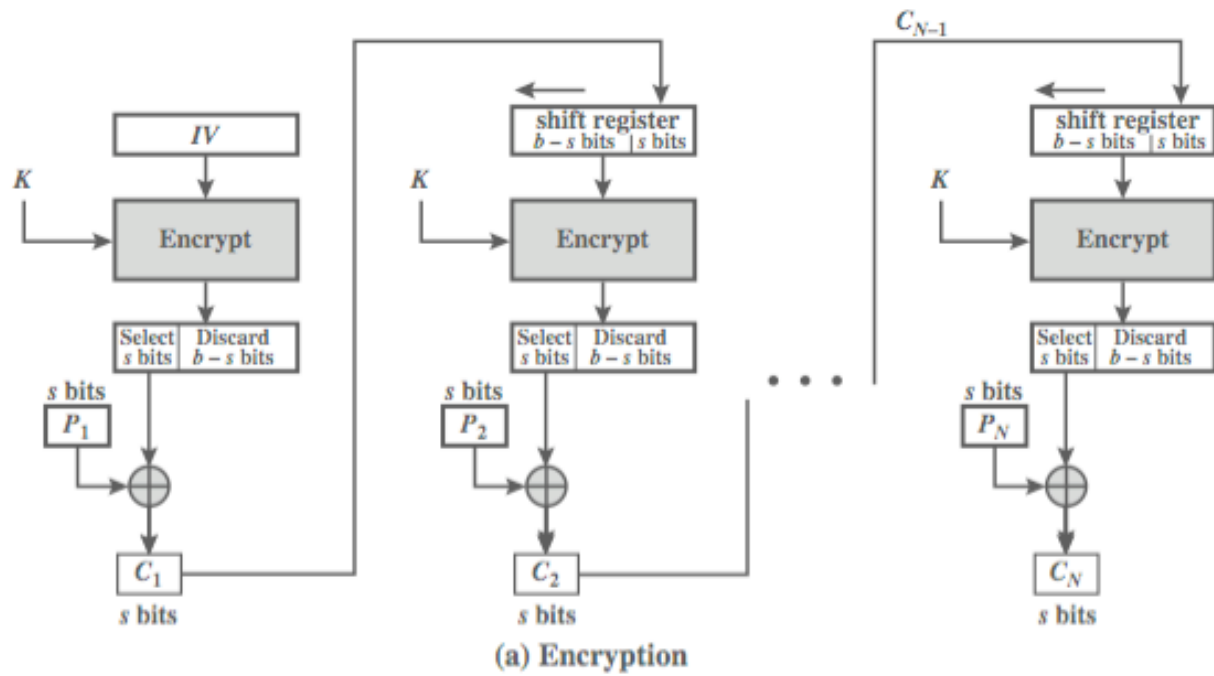 C_{N-1}
IV
K
Encrypt
Select
s bits
Discard
b – s bits
s bits
P_1
C_1
s bits
shift register
b – s bits | s bits
K
Encrypt
Select
s bits
Discard
b – s bits
s bits
P_2
C_2
s bits
• • •
shift register
b – s bits | s bits
K
Encrypt
Select
s bits
Discard
b – s bits
s bits
P_N
C_N
s bits
(a) Encryption